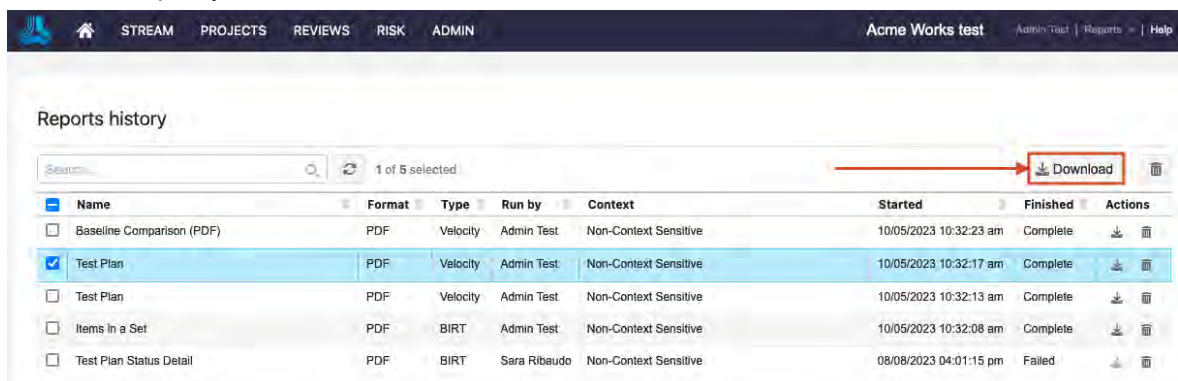 STREAM PROJECTS REVIEWS RISK ADMIN Acme Works test Admin Test | Reports | Help
Reports history
Search... 1 of 5 selected Download
Name Format Type Run by Context Started Finished Actions
Baseline Comparison (PDF) PDF Velocity Admin Test Non-Context Sensitive 10/05/2023 10:32:23 am Complete
Test Plan PDF Velocity Admin Test Non-Context Sensitive 10/05/2023 10:32:17 am Complete
Test Plan PDF Velocity Admin Test Non-Context Sensitive 10/05/2023 10:32:13 am Complete
Items in a Set PDF BIRT Admin Test Non-Context Sensitive 10/05/2023 10:32:08 am Complete
Test Plan Status Detail PDF BIRT Sara Ribaudo Non-Context Sensitive 08/08/2023 04:01:15 pm Failed